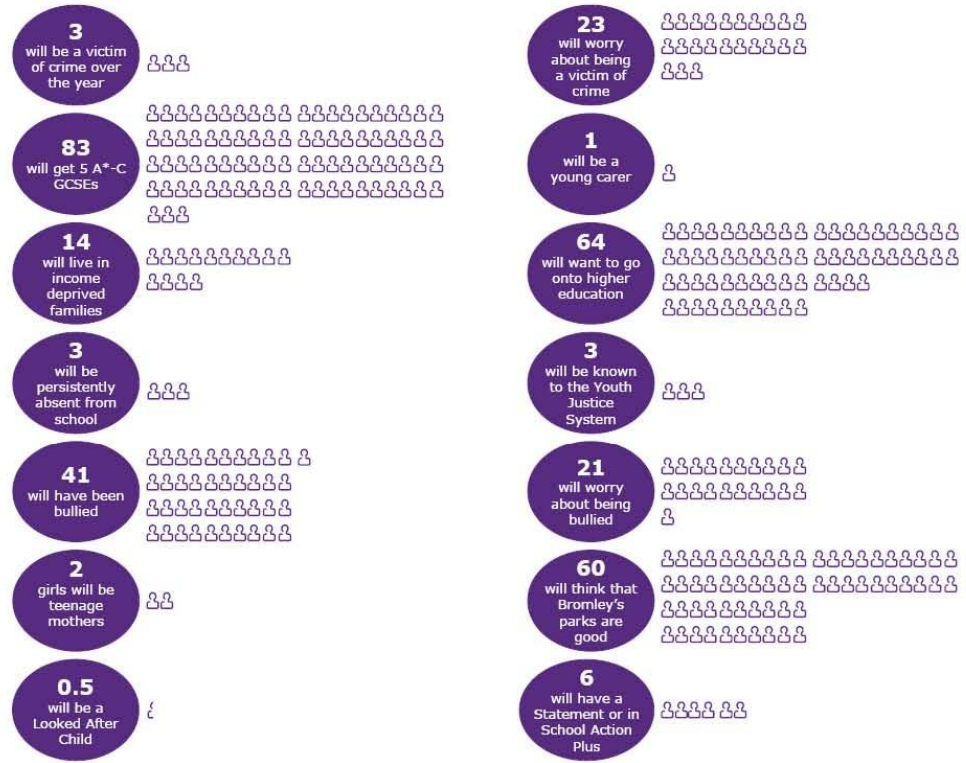 3
will be a victim
of crime over
the year
23
will worry
about being
a victim of
crime
83
will get 5 A*-C
GCSEs
1
will be a
young carer
14
will live in
income
deprived
families
64
will want to go
onto higher
education
3
will be
persistently
absent from
school
3
will be known
to the Youth
Justice
System
41
will have been
bullied
21
will worry
about being
bullied
2
girls will be
teenage
mothers
60
will think that
Bromley's
parks are
good
0.5
will be a
Looked After
Child
6
will have a
Statement or in
School Action
Plus